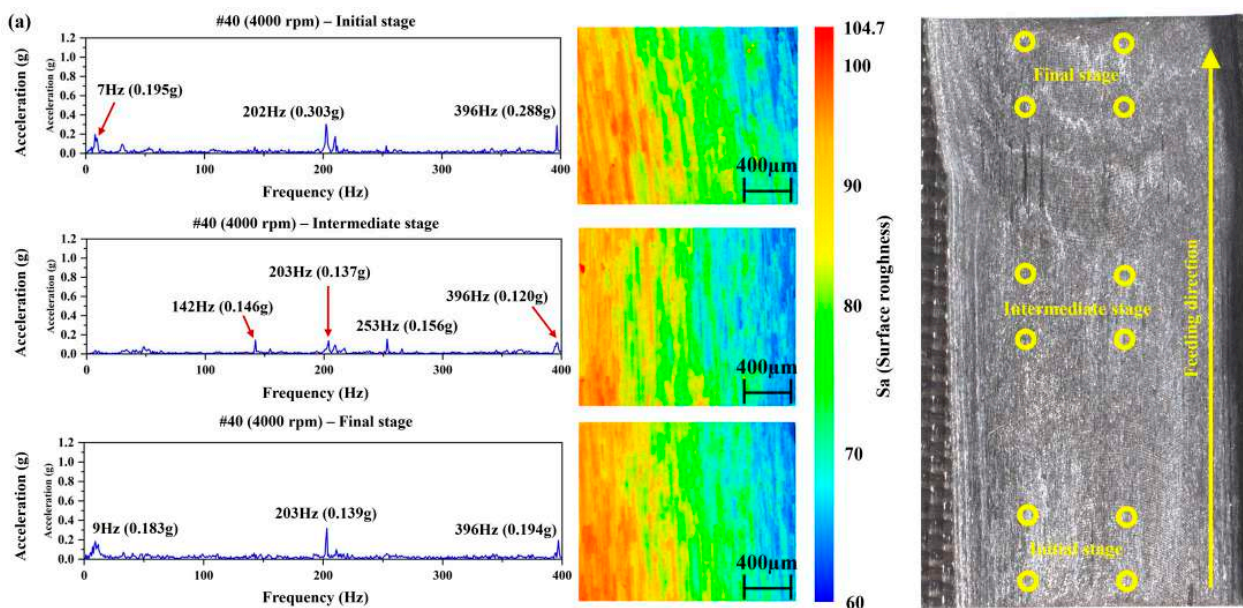 (a)
#40 (4000 rpm) – Initial stage
Acceleration (g)
Acceleration (g)
1.2
1.0
0.8
0.6
0.4
0.2
0.0
7Hz (0.195g)
202Hz (0.303g)
396Hz (0.288g)
0 100 200 300 400
Frequency (Hz)
400μm
#40 (4000 rpm) – Intermediate stage
Acceleration (g)
Acceleration (g)
1.2
1.0
0.8
0.6
0.4
0.2
0.0
142Hz (0.146g)
203Hz (0.137g)
253Hz (0.156g)
396Hz (0.120g)
0 100 200 300 400
Frequency (Hz)
400μm
#40 (4000 rpm) – Final stage
Acceleration (g)
Acceleration (g)
1.2
1.0
0.8
0.6
0.4
0.2
0.0
9Hz (0.183g)
203Hz (0.139g)
396Hz (0.194g)
0 100 200 300 400
Frequency (Hz)
400μm
104.7
100
90
80
70
60
Sa (Surface roughness)
Final stage
Intermediate stage
Initial stage
Feeding direction